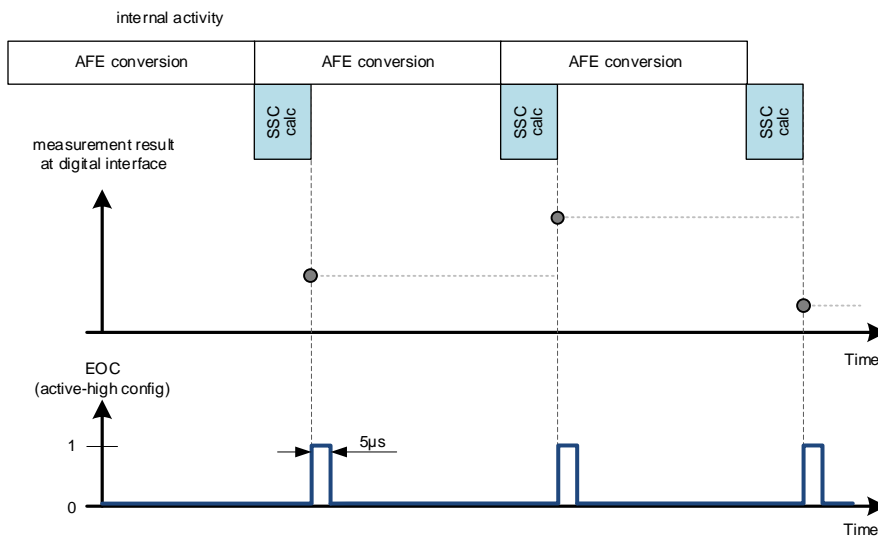 internal activity
AFE conversion
AFE conversion
AFE conversion
SSC
calc
SSC
calc
SSC
calc
measurement result
at digital interface
Time
EOC
(active-high config)
1
5µs
0
Time